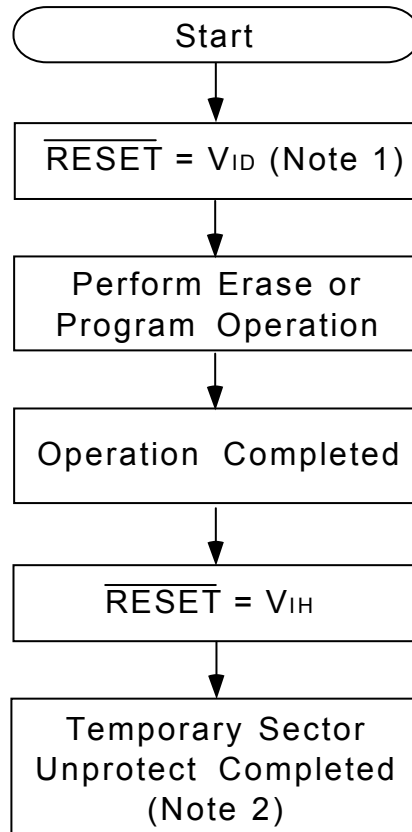 Start
RESET = VID (Note 1)
Perform Erase or
Program Operation
Operation Completed
RESET = VIH
Temporary Sector
Unprotect Completed
(Note 2)